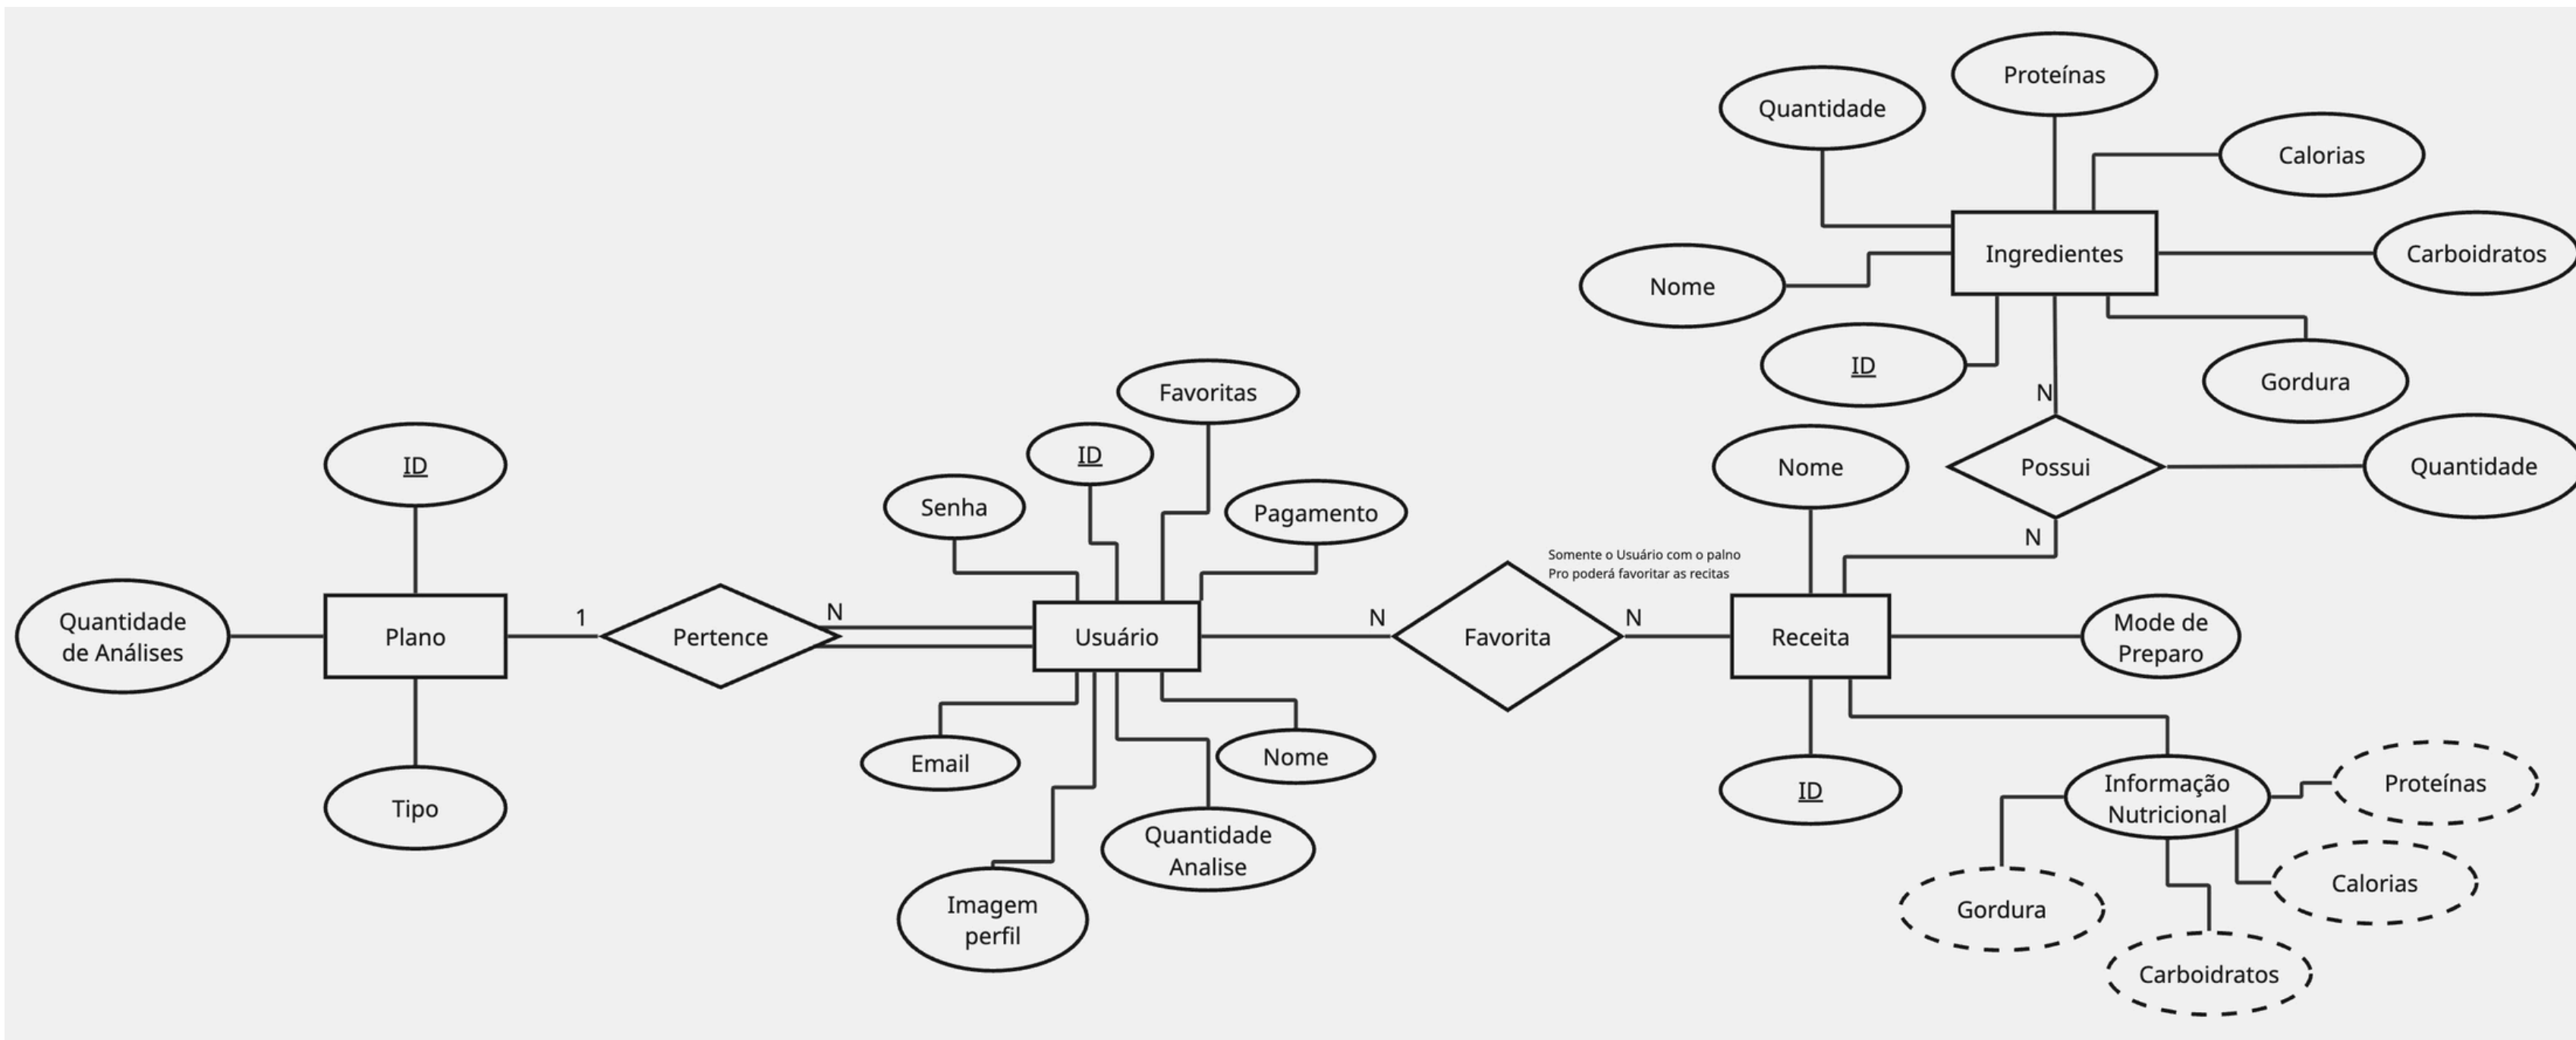 Proteínas
Quantidade
Calorias
Ingredientes
Carboidratos
Nome
ID
Gordura
N
Favoritas
ID
ID
Nome
Possui
Quantidade
Senha
Pagamento
N
Somente o Usuário com o palno
Pro poderá favoritar as recitas
Quantidade
de Análises
Plano
1
Pertence
N
Usuário
N
Favorita
N
Receita
Mode de
Preparo
Email
Nome
Tipo
ID
Informação
Nutricional
Proteínas
Quantidade
Analise
Calorias
Imagem
perfil
Gordura
Carboidratos